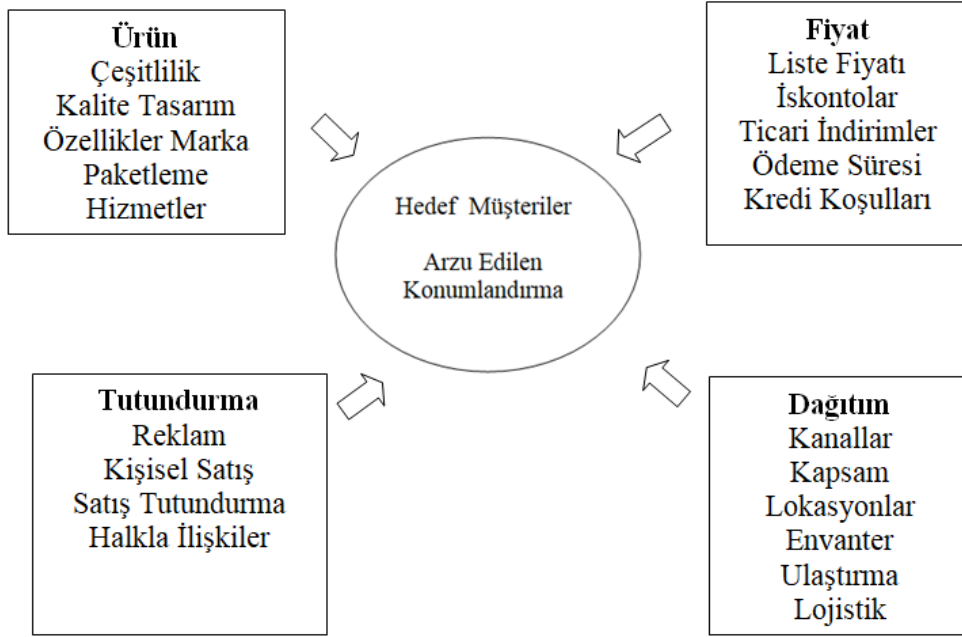 Ürün
Çeşitlilik
Kalite Tasarım
Özellikler Marka
Paketleme
Hizmetler
Fiyat
Liste Fiyatı
İskontolar
Ticari İndirimler
Ödeme Süresi
Kredi Koşulları
Hedef Müşteriler
Arzu Edilen
Konumlandırma
Tutundurma
Reklam
Kişisel Satış
Satış Tutundurma
Halkla İlişkiler
Dağıtım
Kanallar
Kapsam
Lokasyonlar
Envanter
Ulaştırma
Lojistik